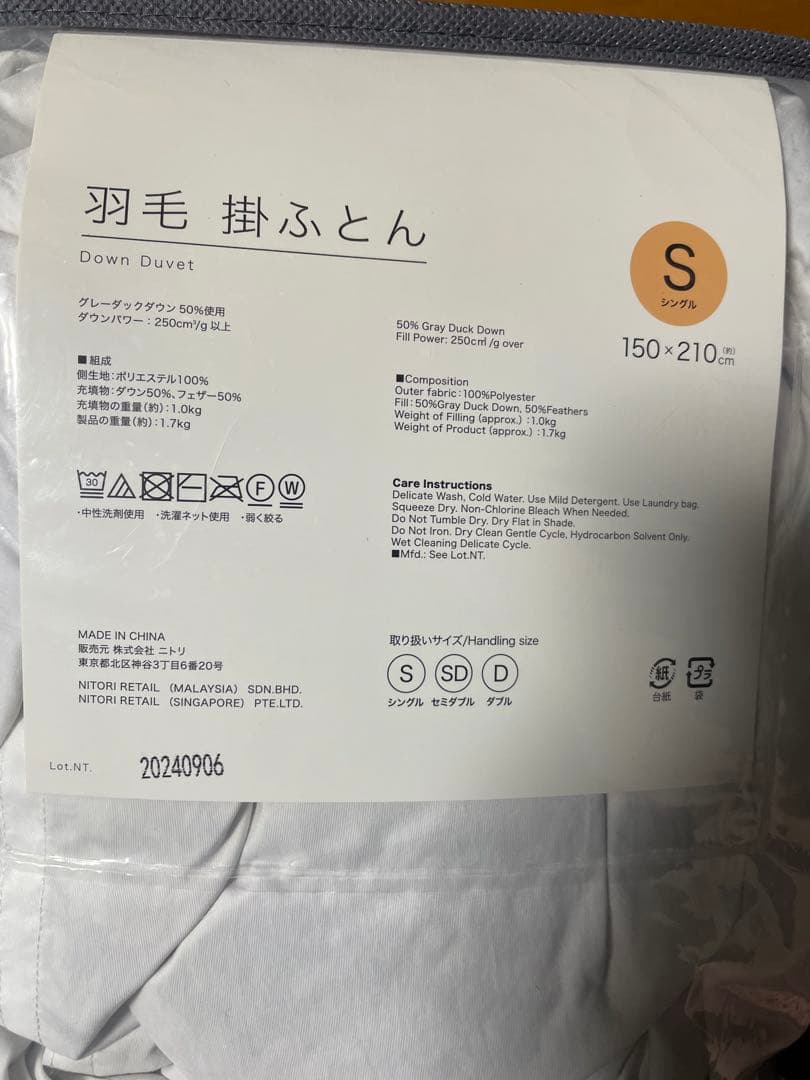 羽毛 掛ふとん
Down Duvet
S
シングル
150×210(約)cm
グレーダックダウン 50%使用
ダウンパワー：250cm³/g 以上
■組成
側生地：ポリエステル100%
充填物：ダウン50%、フェザー50%
充填物の重量（約）：1.0kg
製品の重量（約）：1.7kg
50% Gray Duck Down
Fill Power: 250c㎥/g over
■Composition
Outer fabric：100%Polyester
Fill：50%Gray Duck Down, 50%Feathers
Weight of Filling (approx.) ：1.0kg
Weight of Product (approx.) ：1.7kg
30 F W
・中性洗剤使用 ・洗濯ネット使用 ・弱く絞る
Care Instructions
Delicate Wash, Cold Water. Use Mild Detergent. Use Laundry bag.
Squeeze Dry. Non-Chlorine Bleach When Needed.
Do Not Tumble Dry. Dry Flat in Shade.
Do Not Iron. Dry Clean Gentle Cycle, Hydrocarbon Solvent Only.
Wet Cleaning Delicate Cycle.
■Mfd.: See Lot.NT.
MADE IN CHINA
販売元 株式会社 ニトリ
東京都北区神谷3丁目6番20号
NITORI RETAIL （MALAYSIA） SDN.BHD.
NITORI RETAIL （SINGAPORE） PTE.LTD.
取り扱いサイズ/Handling size
S SD D
シングル セミダブル ダブル
紙 プラ
台紙 袋
Lot.NT. 20240906